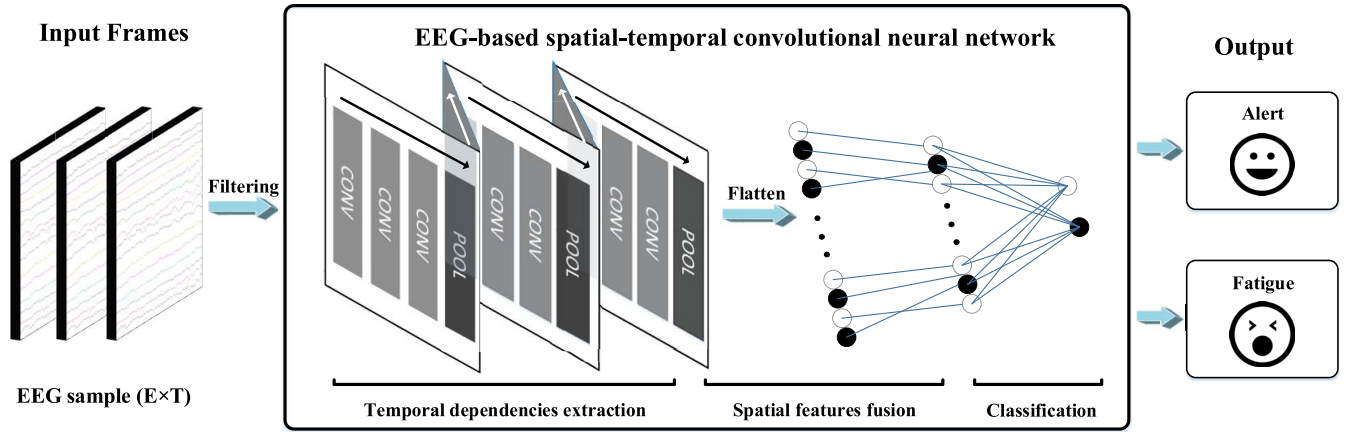 Input Frames
EEG-based spatial-temporal convolutional neural network
Output
CONV
CONV
CONV
POOL
CONV
CONV
POOL
CONV
CONV
POOL
Filtering
Flatten
Alert
Fatigue
EEG sample (E×T)
Temporal dependencies extraction
Spatial features fusion
Classification